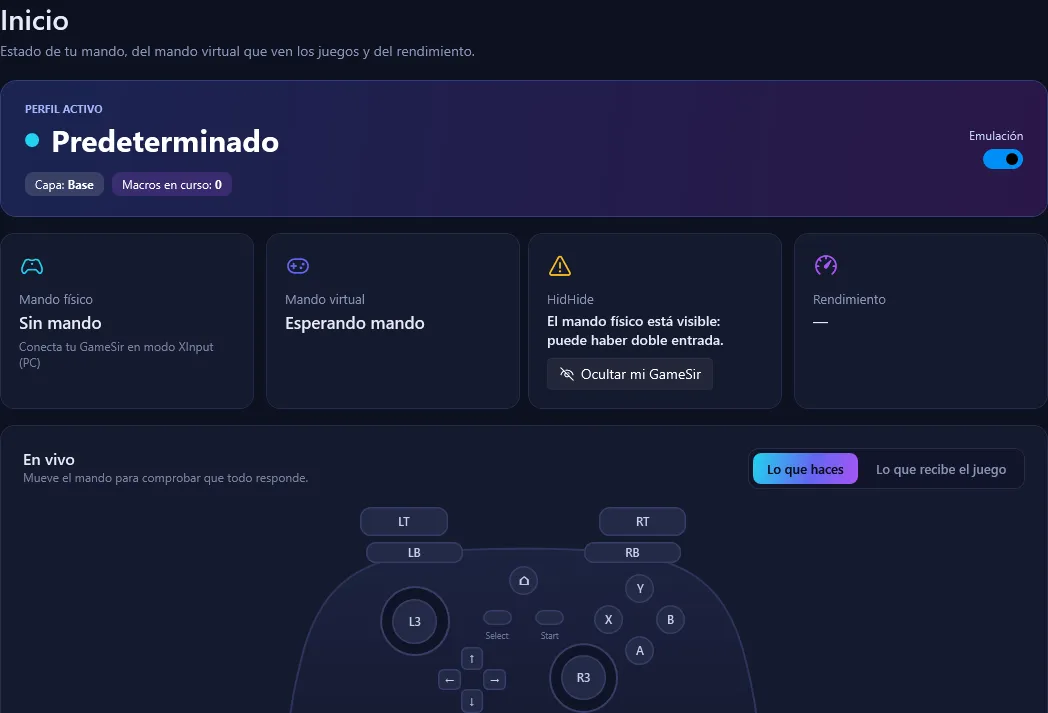 Inicio
Estado de tu mando, del mando virtual que ven los juegos y del rendimiento.
PERFIL ACTIVO
Predeterminado
Emulación
Capa: Base
Macros en curso: 0
Mando físico
Sin mando
Conecta tu GameSir en modo XInput
(PC)
Mando virtual
Esperando mando
HidHide
El mando físico está visible:
puede haber doble entrada.
Ocultar mi GameSir
Rendimiento
—
En vivo
Mueve el mando para comprobar que todo responde.
Lo que haces
Lo que recibe el juego
LT
RT
LB
RB
Y
L3
X
B
Select
Start
A
↑
←
→
R3
↓